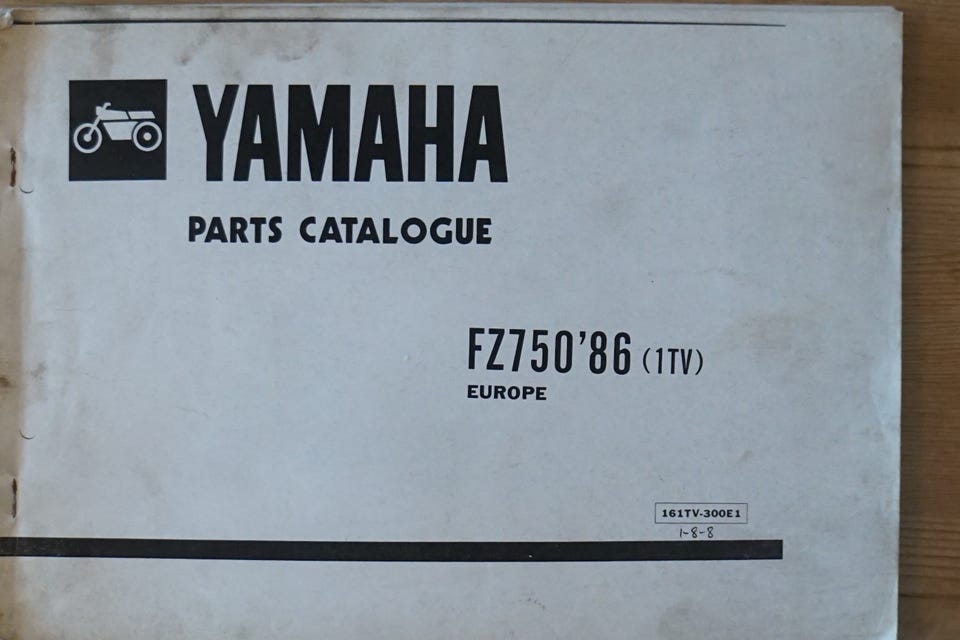 YAMAHA
PARTS CATALOGUE
FZ750'86 (1TV)
EUROPE
161TV-300E1
1-8-8